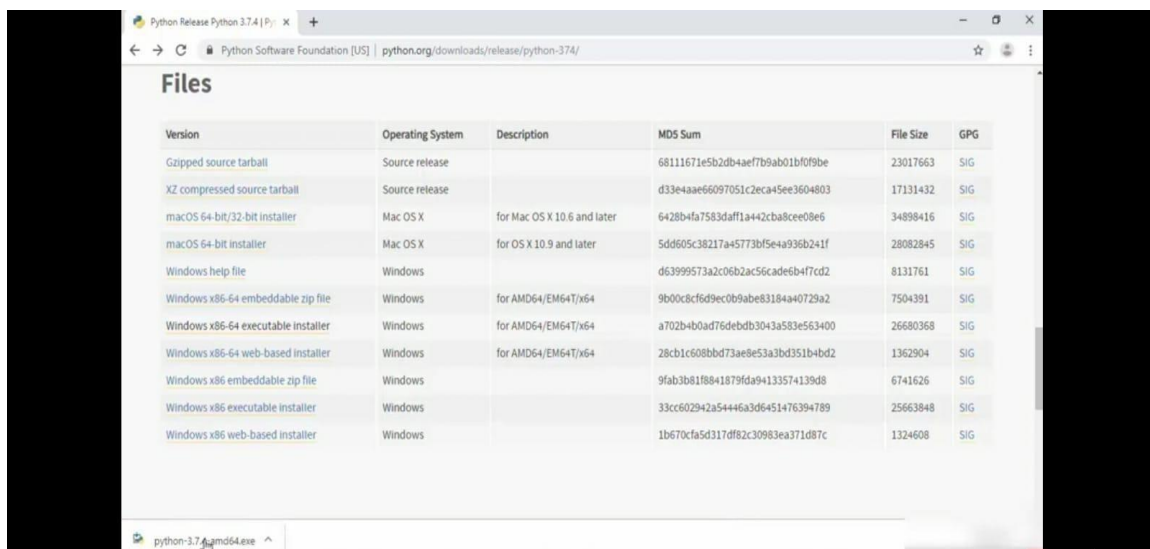 Python Release Python 3.7.4 | Py
Python Software Foundation [US] | python.org/downloads/release/python-374/
Files
Version Operating System Description MD5 Sum File Size GPG
Gzipped source tarball Source release 68111671e5b2db4aef7b9ab01bf0f9be 23017663 SIG
XZ compressed source tarball Source release d33e4aae66097051c2eca45ee3604803 17131432 SIG
macOS 64-bit/32-bit installer Mac OS X for Mac OS X 10.6 and later 6428b4fa7583daff1a442cba8cee08e6 34898416 SIG
macOS 64-bit installer Mac OS X for OS X 10.9 and later 5dd605c38217a45773bf5e4a936b241f 28082845 SIG
Windows help file Windows d63999573a2c06b2ac56cade6b4f7cd2 8131761 SIG
Windows x86-64 embeddable zip file Windows for AMD64/EM64T/x64 9b00c8cf6d9ec0b9abe83184a40729a2 7504391 SIG
Windows x86-64 executable installer Windows for AMD64/EM64T/x64 a702b4b0ad76debdb3043a583e563400 26680368 SIG
Windows x86-64 web-based installer Windows for AMD64/EM64T/x64 28cb1c608bbd73ae8e53a3bd351b4bd2 1362904 SIG
Windows x86 embeddable zip file Windows 9fab3b81f8841879fda94133574139d8 6741626 SIG
Windows x86 executable installer Windows 33cc602942a54446a3d6451476394789 25663848 SIG
Windows x86 web-based installer Windows 1b670cfa5d317df82c30983ea371d87c 1324608 SIG
python-3.7.4-amd64.exe